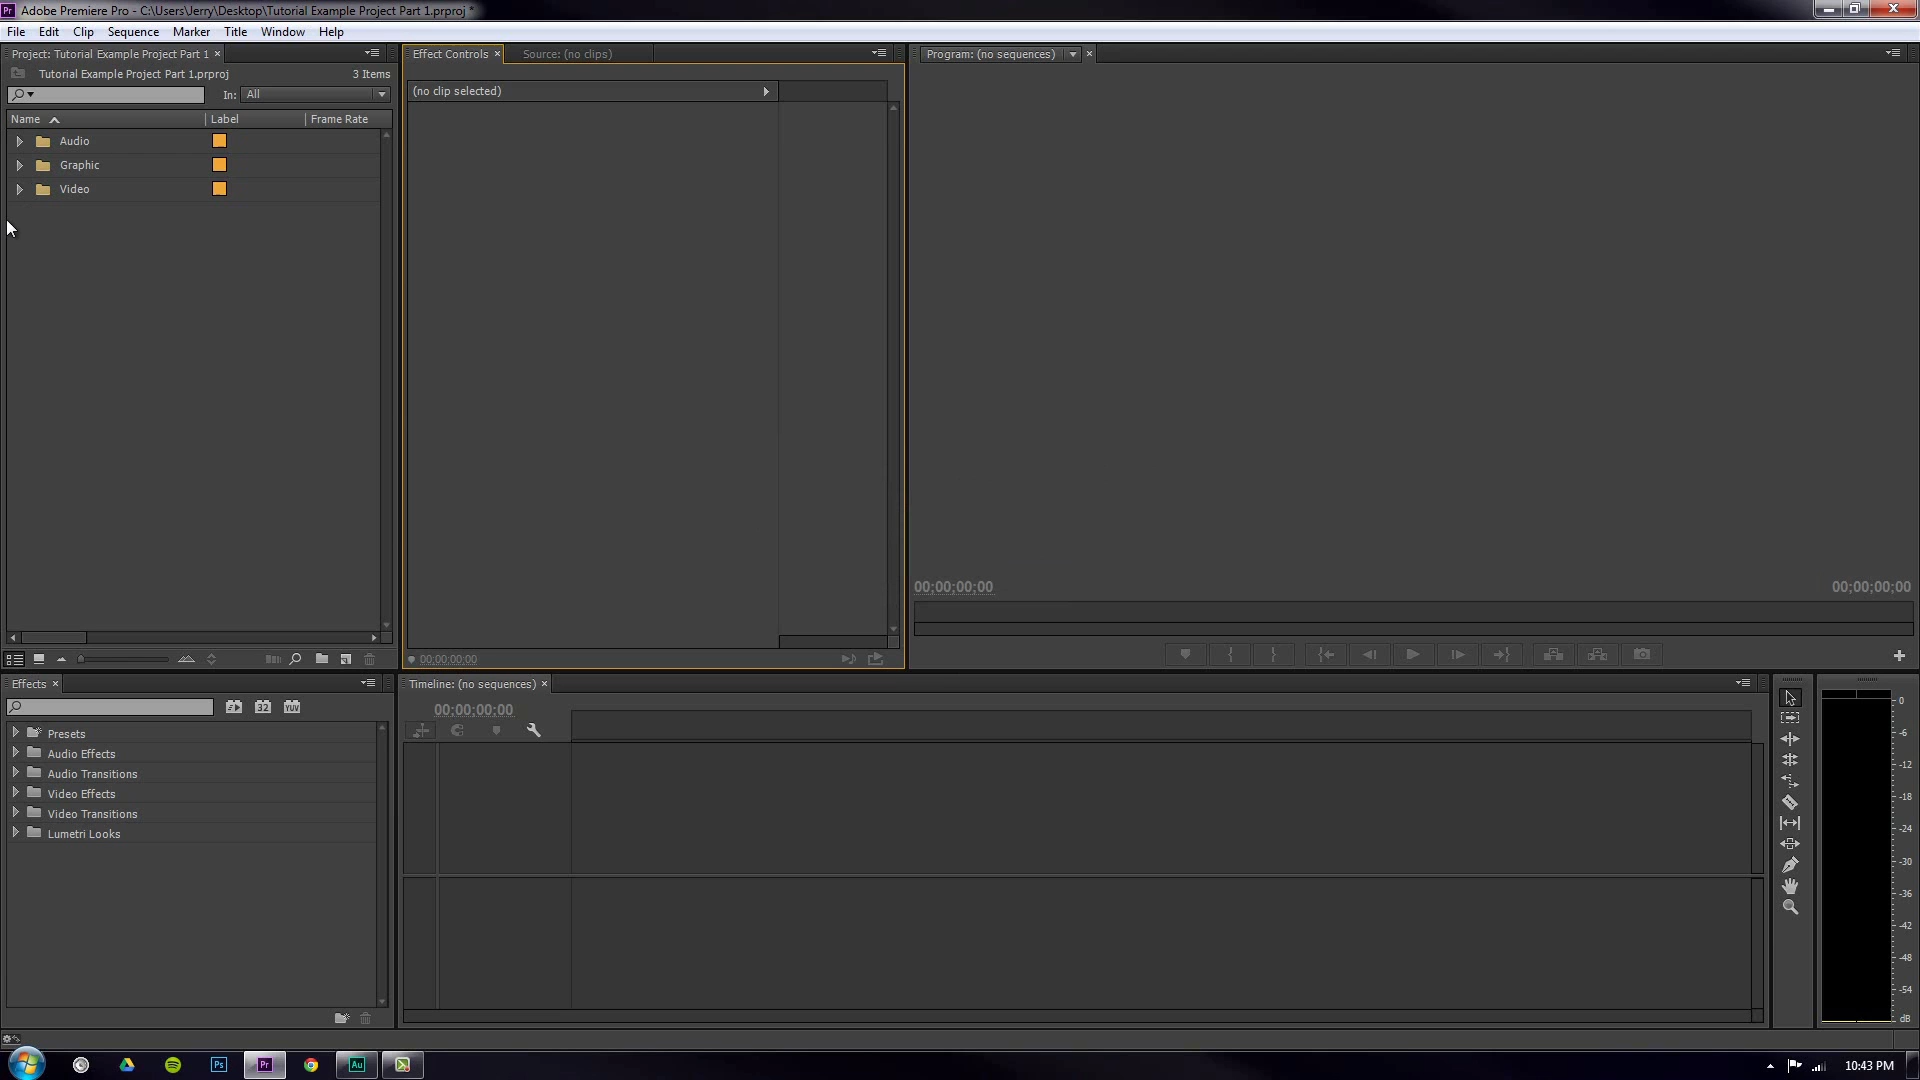 Adobe Premiere Pro - C:\Users\Jerry\Desktop\Tutorial Example Project Part 1.prproj *
File Edit Clip Sequence Marker Title Window Help
Project: Tutorial Example Project Part 1
Tutorial Example Project Part 1.prproj 3 Items
In: All
Name Label Frame Rate
Audio
Graphic
Video
Effect Controls Source: (no clips)
(no clip selected)
00;00;00;00
Program: (no sequences)
00;00;00;00 00;00;00;00
Effects
32 YUV
Presets
Audio Effects
Audio Transitions
Video Effects
Video Transitions
Lumetri Looks
Timeline: (no sequences)
00;00;00;00
0
-6
-12
-18
-24
-30
-36
-42
-48
-54
dB
Ps Pr Au
10:43 PM